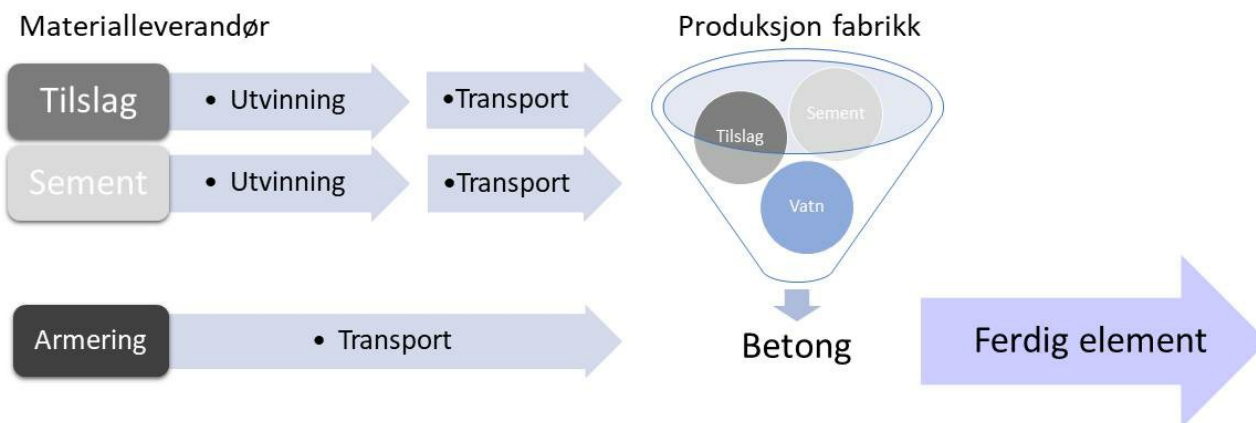 Materialleverandør
Produksjon fabrikk
Tilslag
• Utvinning
•Transport
Sement
• Utvinning
•Transport
Sement
Tilslag
Vatn
Armering
• Transport
Betong
Ferdig element